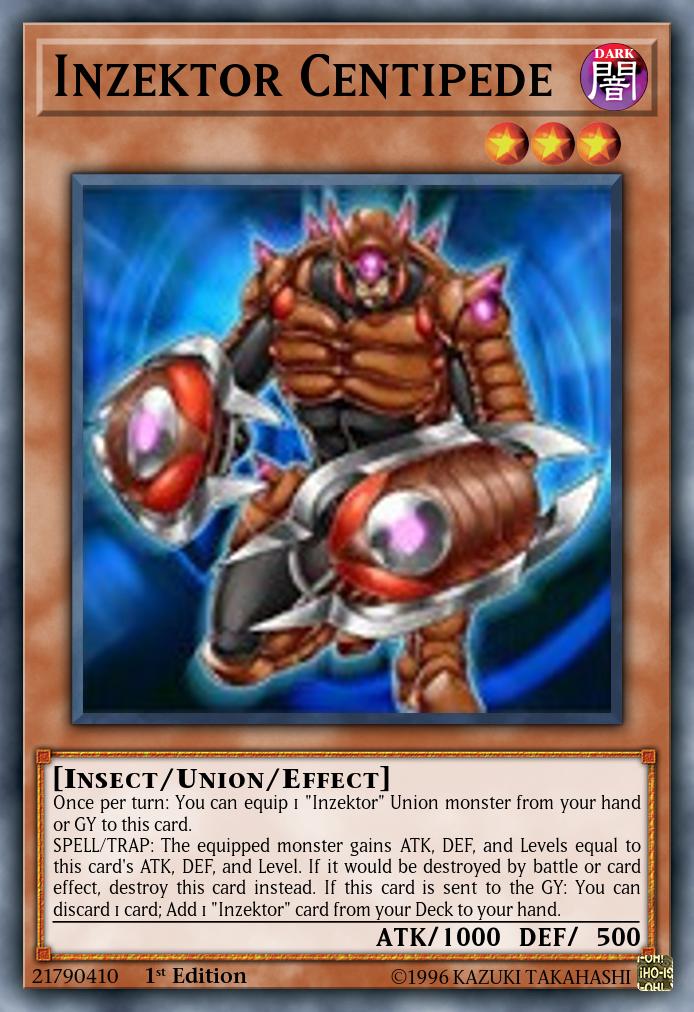 Inzektor Centipede
DARK
闇
[Insect/Union/Effect]
Once per turn: You can equip 1 "Inzektor" Union monster from your hand
or GY to this card.
SPELL/TRAP: The equipped monster gains ATK, DEF, and Levels equal to
this card's ATK, DEF, and Level. If it would be destroyed by battle or card
effect, destroy this card instead. If this card is sent to the GY: You can
discard 1 card; Add 1 "Inzektor" card from your Deck to your hand.
ATK/1000 DEF/ 500
21790410 1st Edition ©1996 KAZUKI TAKAHASHI